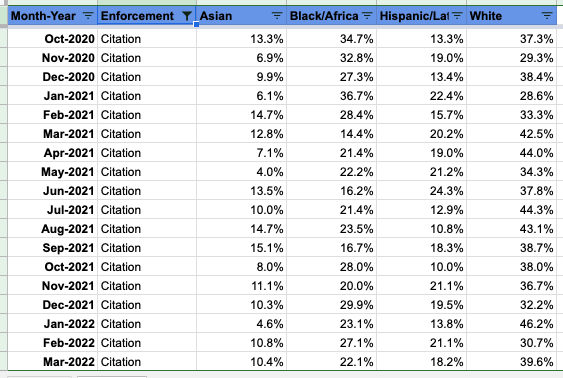 Month-Year Enforcement Asian Black/Africa Hispanic/Lat White
Oct-2020 Citation 13.3% 34.7% 13.3% 37.3%
Nov-2020 Citation 6.9% 32.8% 19.0% 29.3%
Dec-2020 Citation 9.9% 27.3% 13.4% 38.4%
Jan-2021 Citation 6.1% 36.7% 22.4% 28.6%
Feb-2021 Citation 14.7% 28.4% 15.7% 33.3%
Mar-2021 Citation 12.8% 14.4% 20.2% 42.5%
Apr-2021 Citation 7.1% 21.4% 19.0% 44.0%
May-2021 Citation 4.0% 22.2% 21.2% 34.3%
Jun-2021 Citation 13.5% 16.2% 24.3% 37.8%
Jul-2021 Citation 10.0% 21.4% 12.9% 44.3%
Aug-2021 Citation 14.7% 23.5% 10.8% 43.1%
Sep-2021 Citation 15.1% 16.7% 18.3% 38.7%
Oct-2021 Citation 8.0% 28.0% 10.0% 38.0%
Nov-2021 Citation 11.1% 20.0% 21.1% 36.7%
Dec-2021 Citation 10.3% 29.9% 19.5% 32.2%
Jan-2022 Citation 4.6% 23.1% 13.8% 46.2%
Feb-2022 Citation 10.8% 27.1% 21.1% 30.7%
Mar-2022 Citation 10.4% 22.1% 18.2% 39.6%